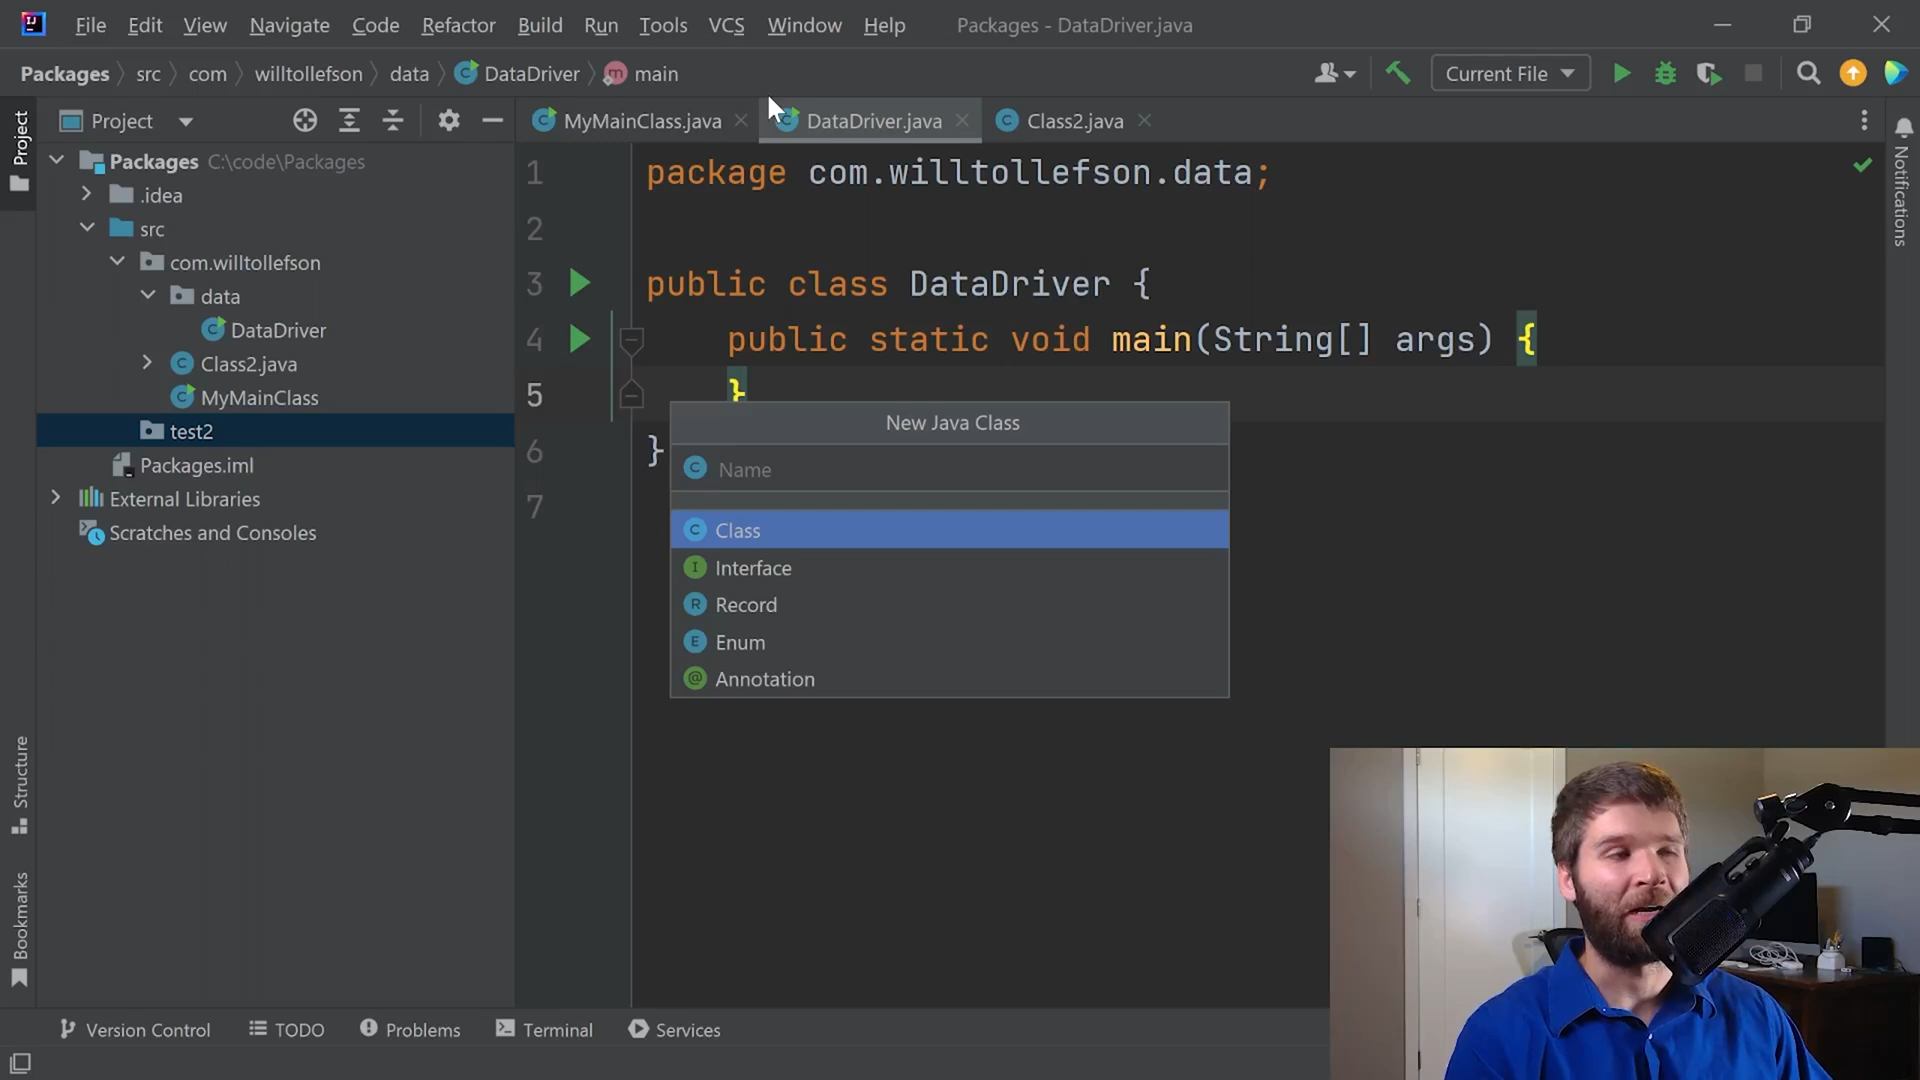 File Edit View Navigate Code Refactor Build Run Tools VCS Window Help Packages - DataDriver.java
Packages src com willtollefson data DataDriver main Current File
Project
Project
MyMainClass.java DataDriver.java Class2.java
Packages C:\code\Packages
.idea
src
com.willtollefson
data
DataDriver
Class2.java
MyMainClass
test2
Packages.iml
External Libraries
Scratches and Consoles
1 package com.willtollefson.data;
2
3 public class DataDriver {
4 public static void main(String[] args) {
5 }
6 }
7
New Java Class
Name
Class
Interface
Record
Enum
Annotation
Notifications
Structure
Bookmarks
Version Control TODO Problems Terminal Services